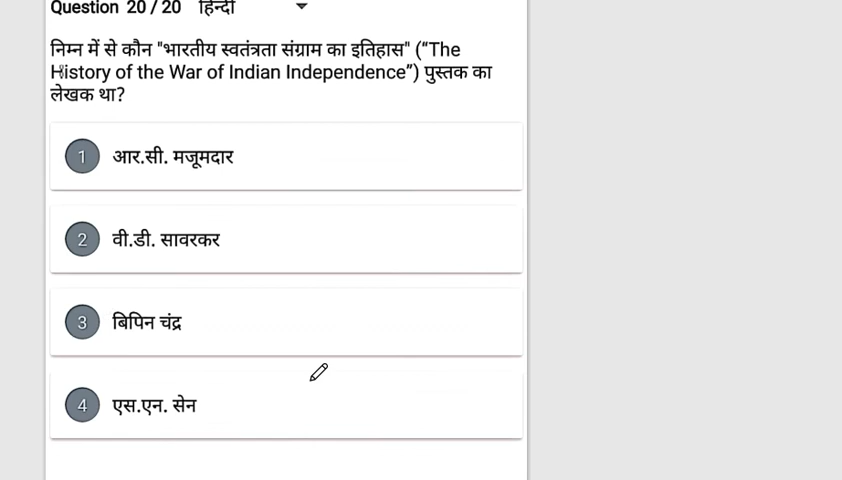 Question 20 / 20 हिन्दी
निम्न में से कौन "भारतीय स्वतंत्रता संग्राम का इतिहास" (“The
History of the War of Indian Independence”) पुस्तक का
लेखक था?
1 आर.सी. मजूमदार
2 वी.डी. सावरकर
3 बिपिन चंद्र
4 एस.एन. सेन